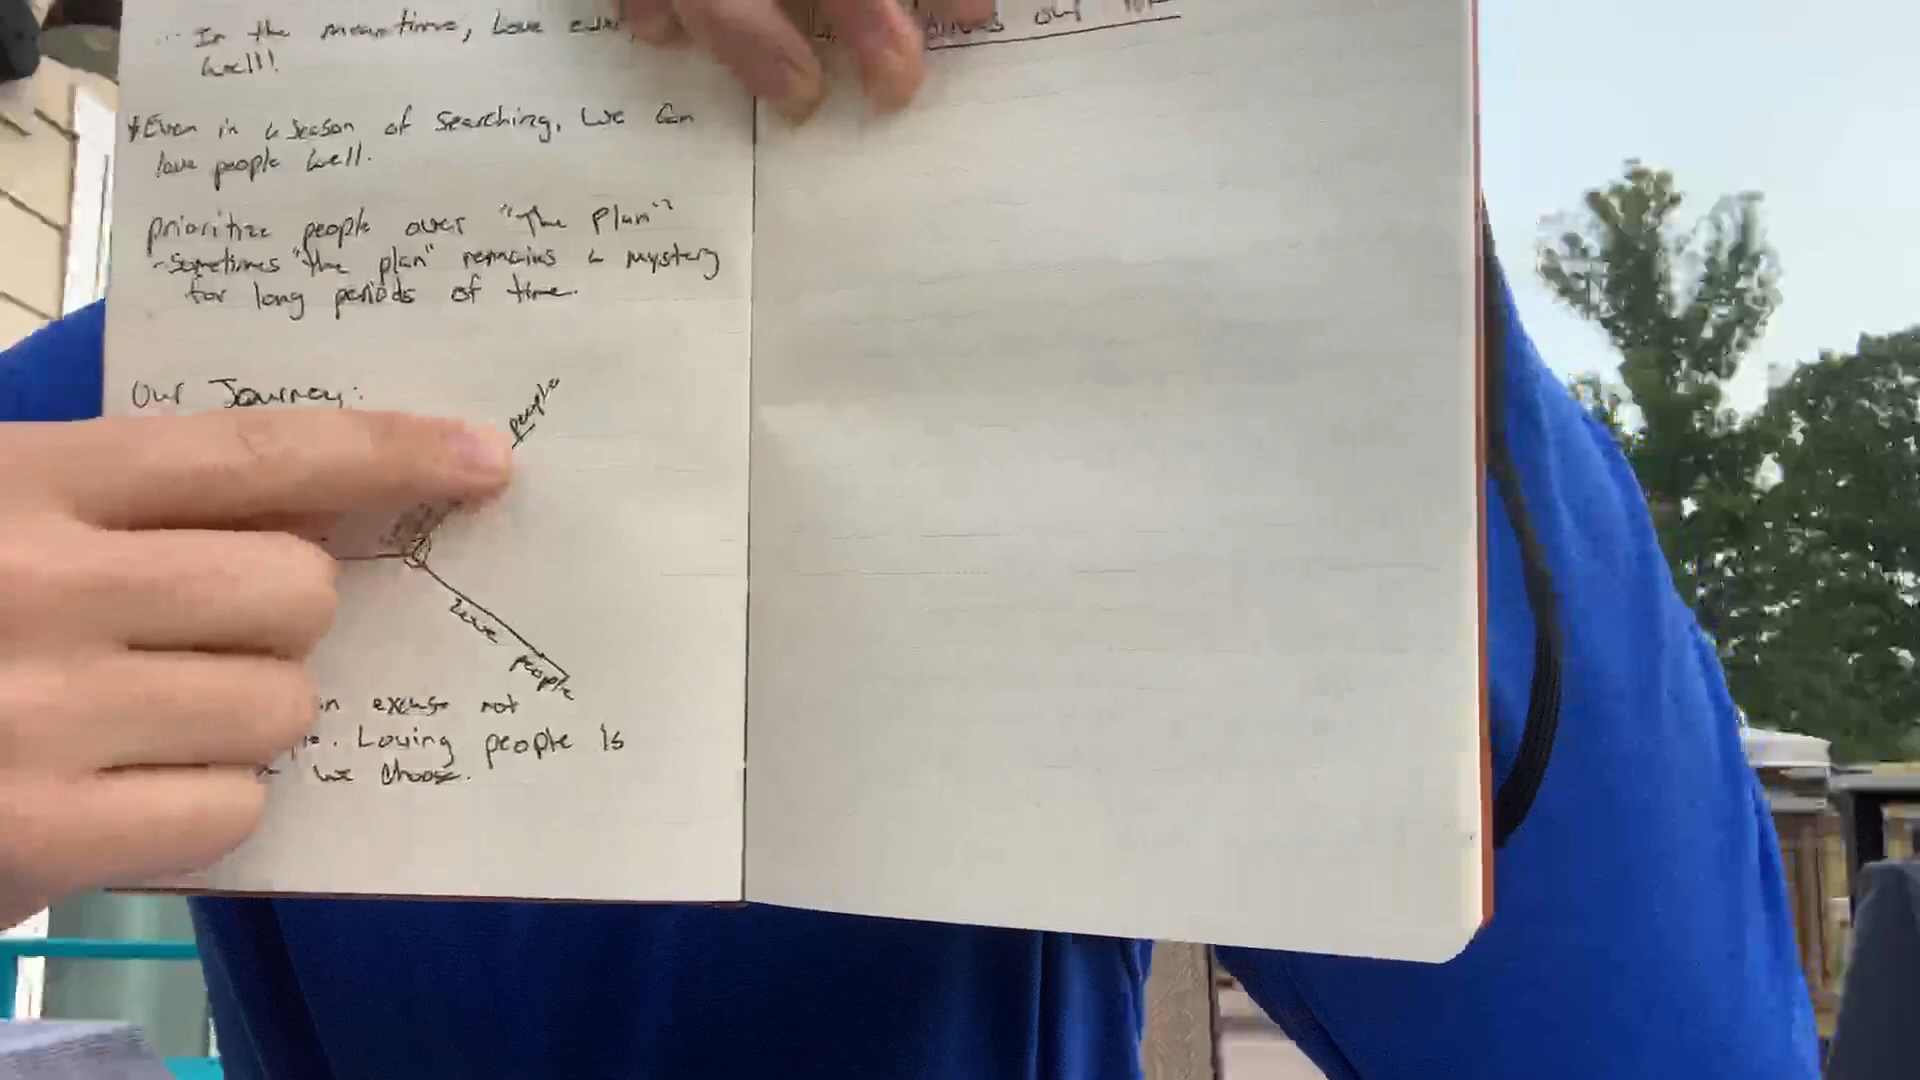 In the meantime, Love
well!
*Even in a season of searching, we can
love people well.
prioritize people over "The plan"
- Sometimes "the plan" remains a mystery
for long periods of time.
Our Journey:
people
Love people
in excuse not
. Loving people is
we choose.
our